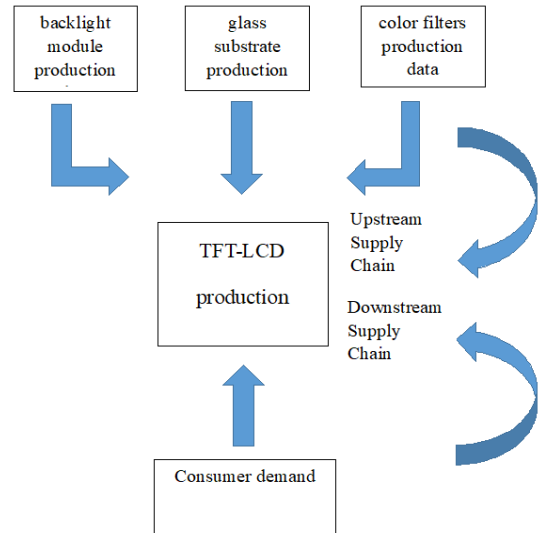 backlight
module
production
glass
substrate
production
color filters
production
data
TFT-LCD
production
Upstream
Supply
Chain
Downstream
Supply
Chain
Consumer demand